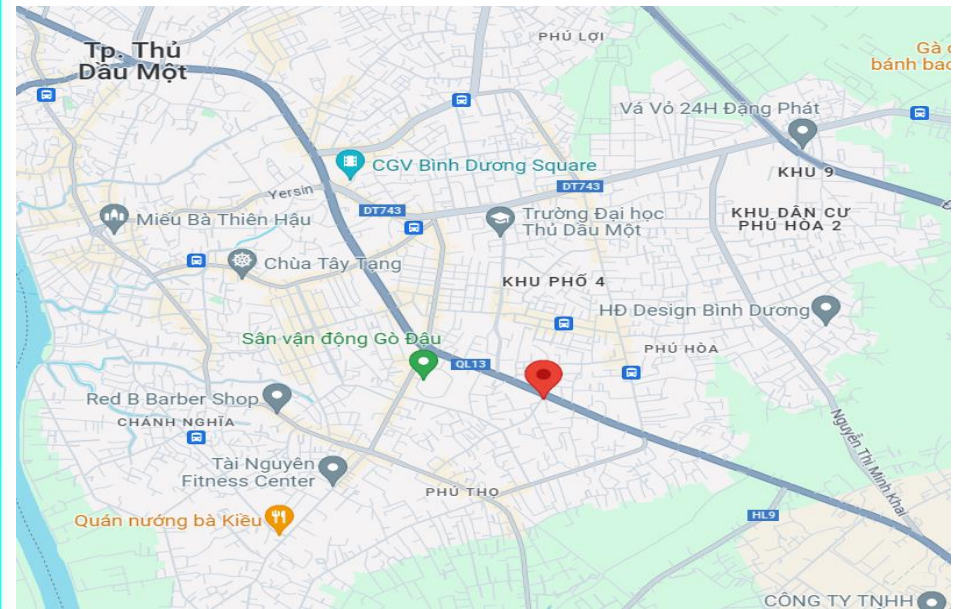 PHÚ LỢI
Tp. Thủ
Dầu Một
Gà c
bánh bao
Vá Vỏ 24H Đặng Phát
CGV Bình Dương Square
KHU 9
Yersin
DT743
DT743
Miếu Bà Thiên Hậu
Trường Đại học
Thủ Dầu Một
KHU DÂN CƯ
PHÚ HÒA 2
Chùa Tây Tạng
KHU PHỐ 4
HĐ Design Bình Dương
Sân vận động Gò Đậu
PHÚ HÒA
QL13
Red B Barber Shop
CHÁNH NGHĨA
Nguyễn Thị Minh Khai
Tài Nguyên
Fitness Center
PHÚ THỌ
Quán nướng bà Kiều
HL9
CÔNG TY TNHH